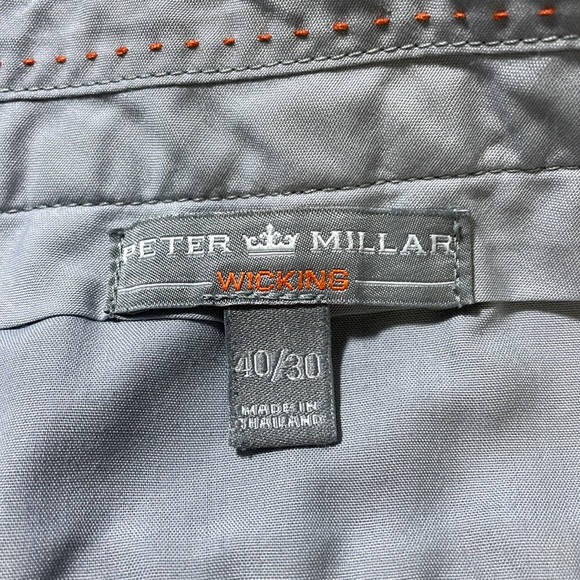 PETER MILLAR
WICKING
40/30
MADE IN
THAILAND